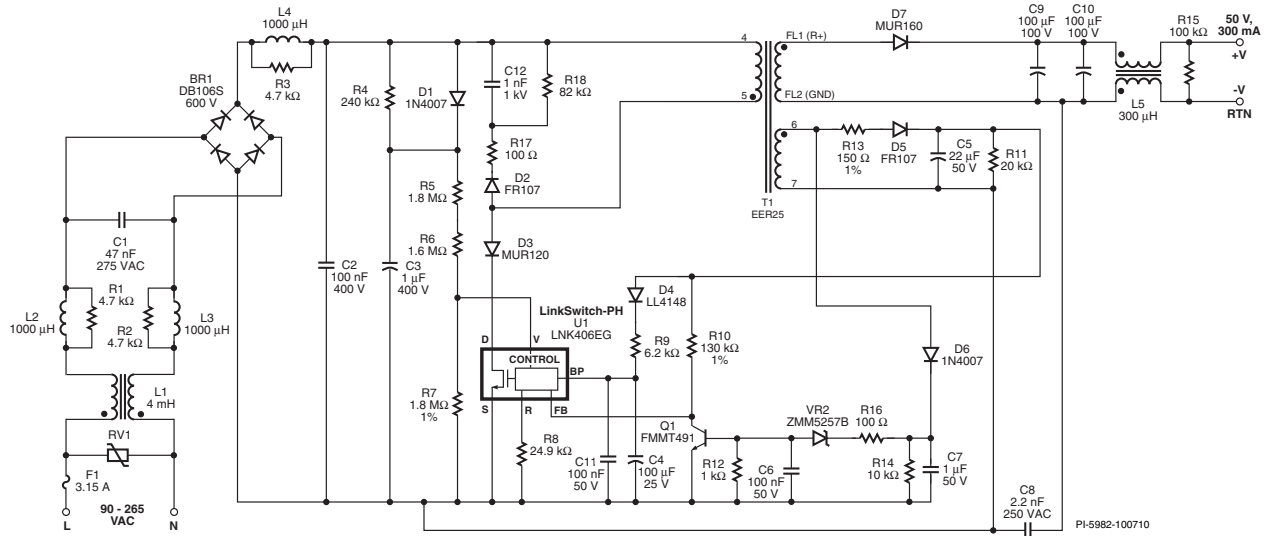 L4
1000 µH
R3
4.7 kΩ
BR1
DB106S
600 V
C1
47 nF
275 VAC
L2
1000 µH
R1
4.7 kΩ
R2
4.7 kΩ
L3
1000 µH
L1
4 mH
RV1
F1
3.15 A
L
90 - 265
VAC
N
C2
100 nF
400 V
R4
240 kΩ
D1
1N4007
C3
1 µF
400 V
R5
1.8 MΩ
R6
1.6 MΩ
R7
1.8 MΩ
1%
C12
1 nF
1 kV
R18
82 kΩ
R17
100 Ω
D2
FR107
D3
MUR120
LinkSwitch-PH
U1
LNK406EG
D
V
CONTROL
BP
S
R
FB
R8
24.9 kΩ
C11
100 nF
50 V
C4
100 µF
25 V
D4
LL4148
R9
6.2 kΩ
R10
130 kΩ
1%
Q1
FMMT491
R12
1 kΩ
C6
100 nF
50 V
VR2
ZMM5257B
R16
100 Ω
R14
10 kΩ
C7
1 µF
50 V
D6
1N4007
4
5
FL1 (R+)
FL2 (GND)
6
7
T1
EER25
D7
MUR160
R13
150 Ω
1%
D5
FR107
C5
22 µF
50 V
R11
20 kΩ
C9
100 µF
100 V
C10
100 µF
100 V
L5
300 µH
R15
100 kΩ
50 V,
300 mA
+V
-V
RTN
C8
2.2 nF
250 VAC
PI-5982-100710